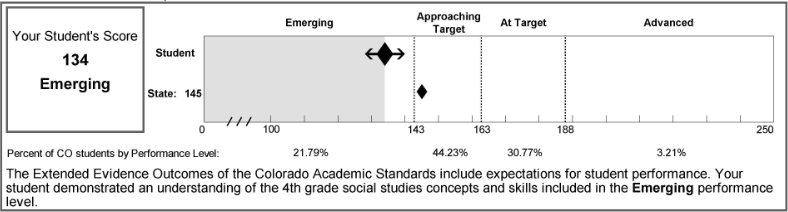 Your Student's Score
134
Emerging
Emerging
Approaching
Target
At Target
Advanced
Student
State: 145
0
100
143
163
188
250
Percent of CO students by Performance Level:
21.79%
44.23%
30.77%
3.21%
The Extended Evidence Outcomes of the Colorado Academic Standards include expectations for student performance. Your
student demonstrated an understanding of the 4th grade social studies concepts and skills included in the Emerging performance
level.